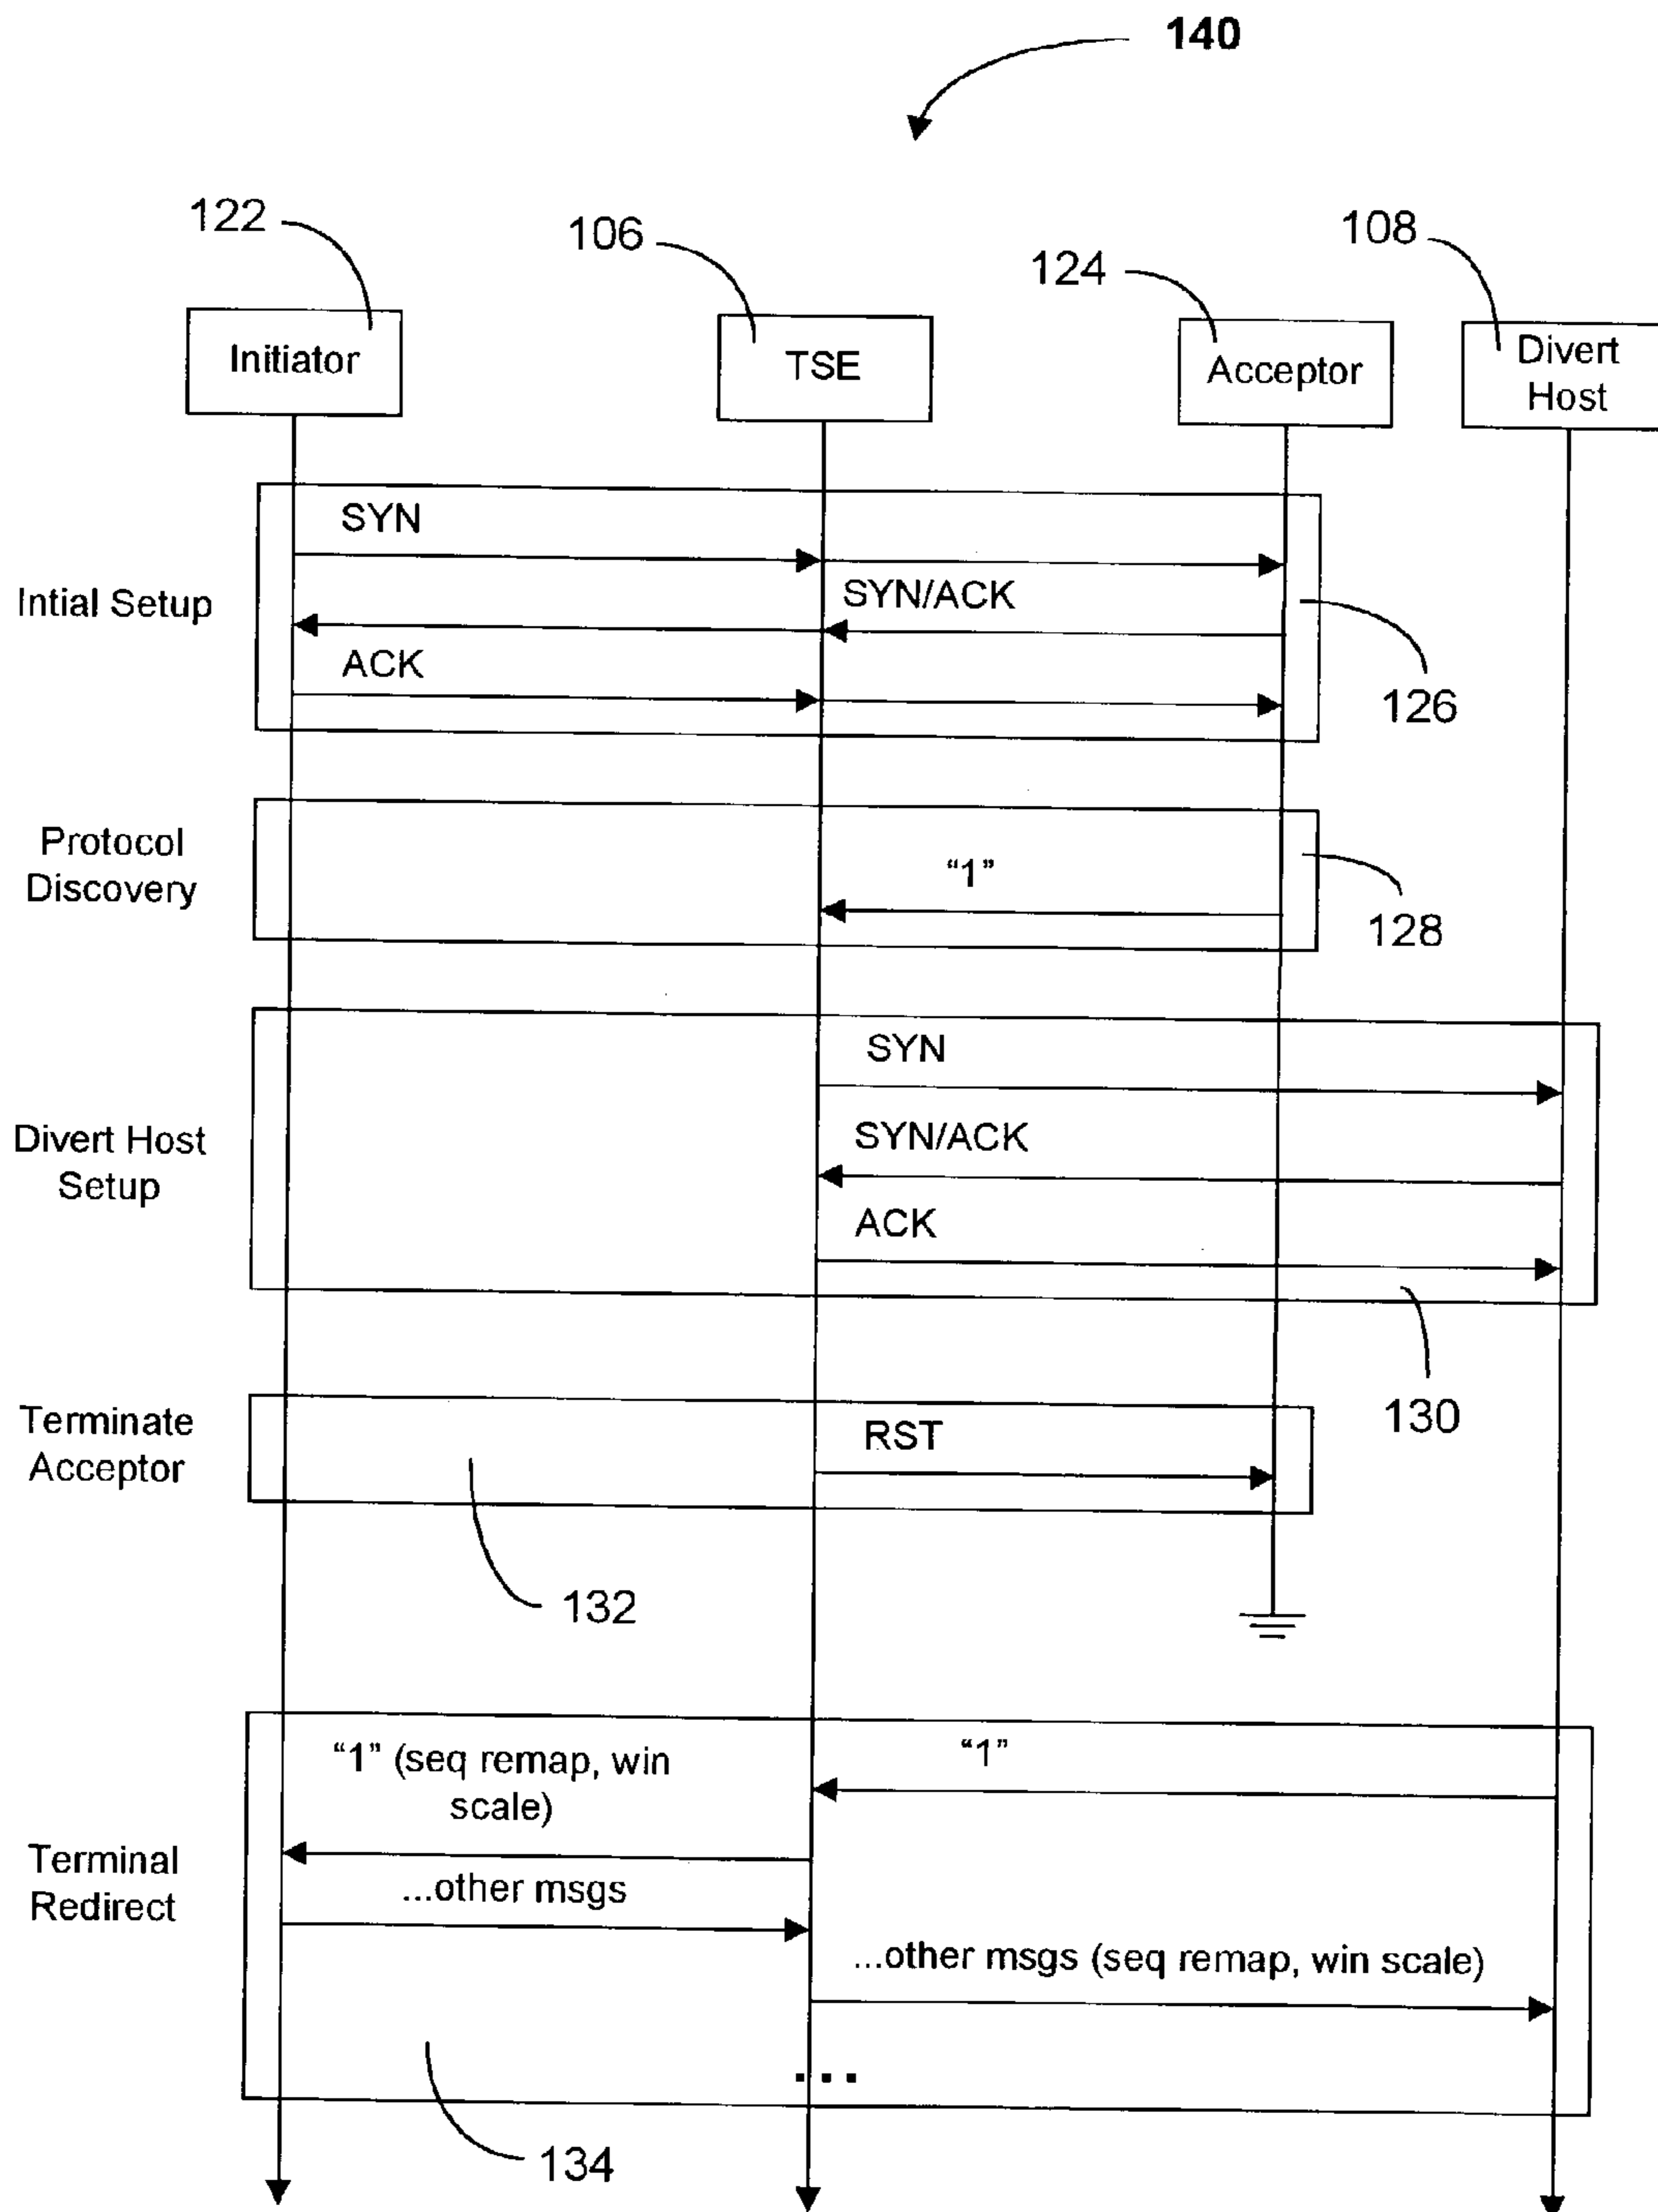 140
122
106
124
108
Initiator
TSE
Acceptor
Divert
Host
SYN
Intial Setup
SYN/ACK
ACK
126
Protocol
Discovery
“1”
128
SYN
Divert Host
Setup
SYN/ACK
ACK
130
Terminate
Acceptor
RST
132
“1” (seq remap, win
scale)
“1”
Terminal
Redirect
...other msgs
...other msgs (seq remap, win scale)
...
134